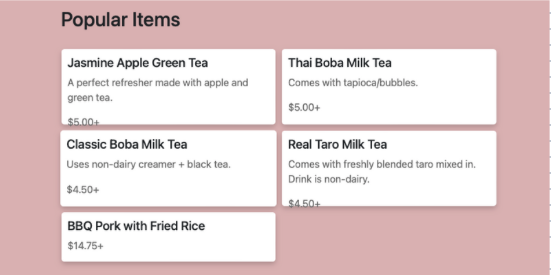 Popular Items
Jasmine Apple Green Tea
A perfect refresher made with apple and
green tea.
$5.00+
Thai Boba Milk Tea
Comes with tapioca/bubbles.
$5.00+
Classic Boba Milk Tea
Uses non-dairy creamer + black tea.
$4.50+
Real Taro Milk Tea
Comes with freshly blended taro mixed in.
Drink is non-dairy.
$4.50+
BBQ Pork with Fried Rice
$14.75+